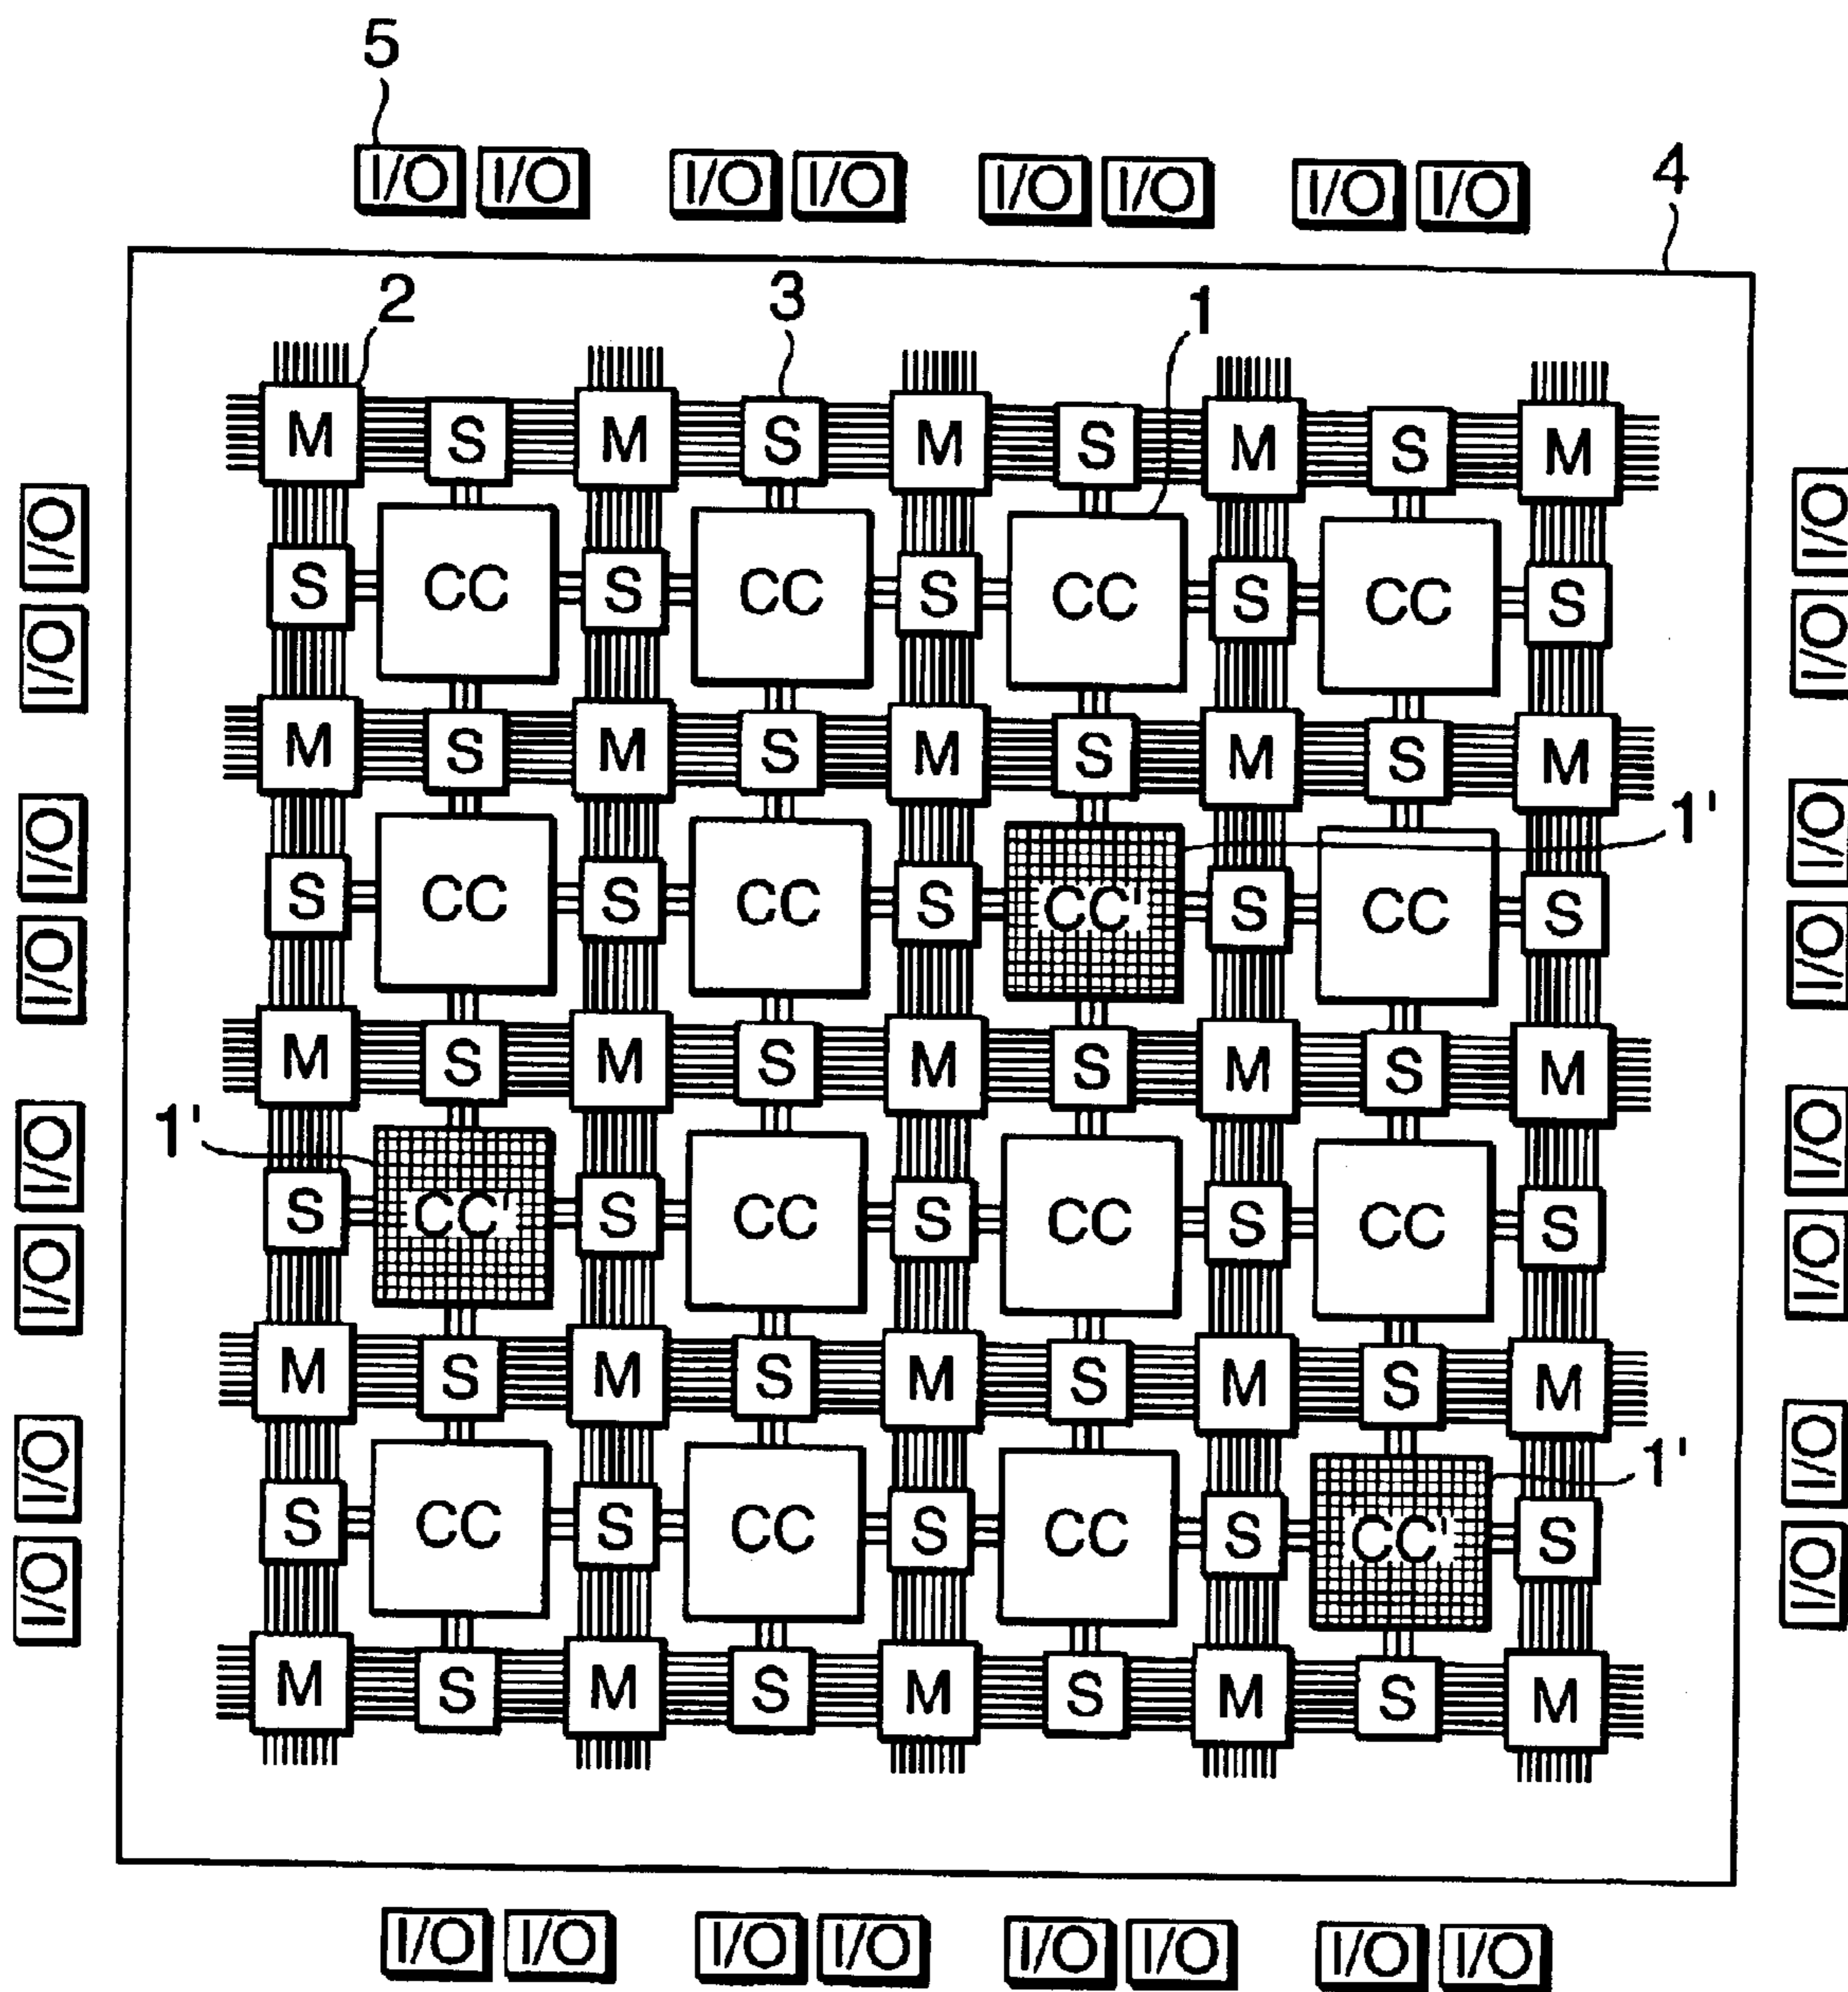 5
I/O I/O I/O I/O I/O I/O I/O I/O
4
2 3 1
M S M S M S M S M
I/O I/O
S CC S CC S CC S CC S
I/O I/O
M S M S M S M S M
1'
I/O I/O
S CC S CC S CC' S CC S
I/O I/O
M S M S M S M S M
1'
I/O I/O
S CC' S CC S CC S CC S
I/O I/O
M S M S M S M S M
1'
I/O I/O
S CC S CC S CC S CC' S
I/O I/O
M S M S M S M S M
I/O I/O I/O I/O I/O I/O I/O I/O